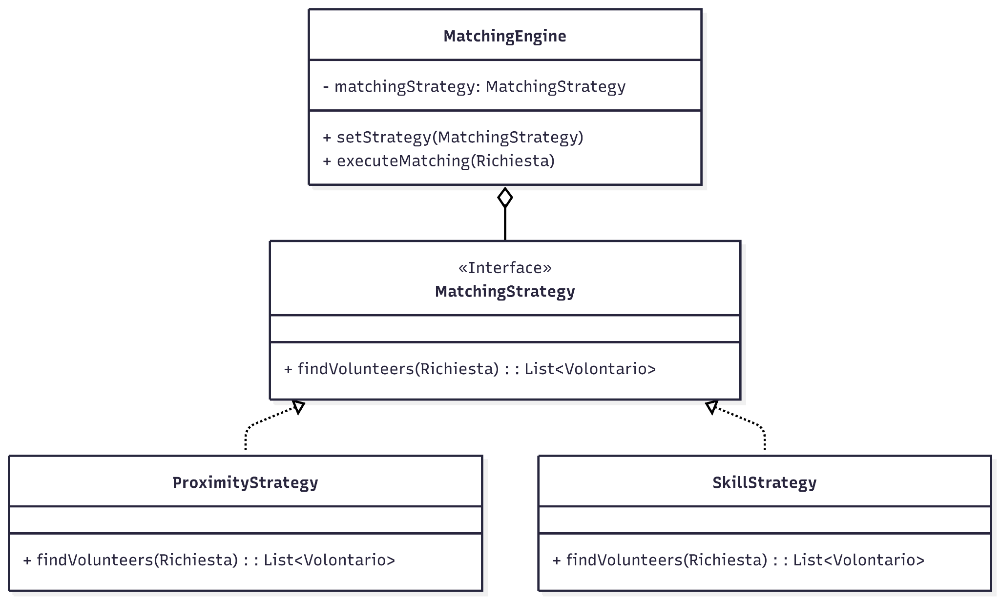 MatchingEngine
- matchingStrategy: MatchingStrategy
+ setStrategy(MatchingStrategy)
+ executeMatching(Richiesta)
«Interface»
MatchingStrategy
+ findVolunteers(Richiesta) : : List<Volontario>
ProximityStrategy
+ findVolunteers(Richiesta) : : List<Volontario>
SkillStrategy
+ findVolunteers(Richiesta) : : List<Volontario>